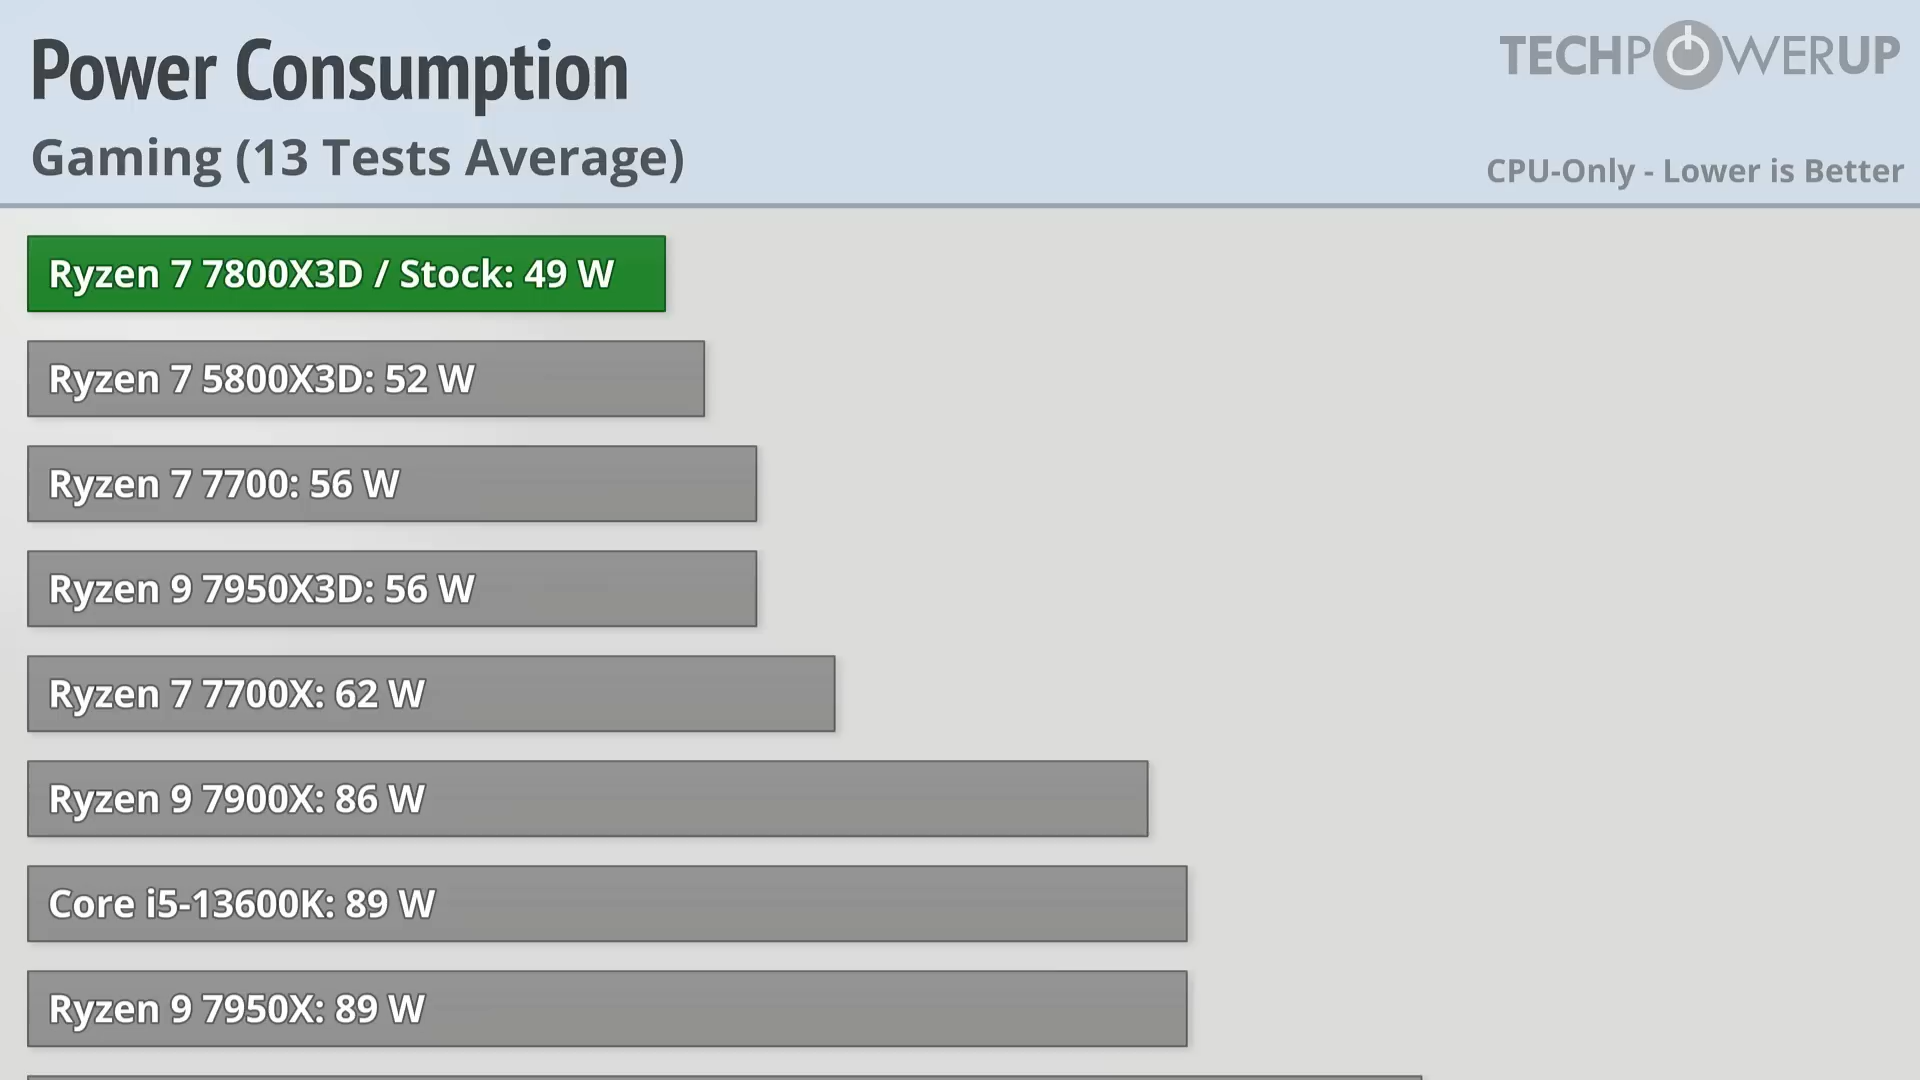 Power Consumption
TECHPOWERUP
Gaming (13 Tests Average)
CPU-Only - Lower is Better
Ryzen 7 7800X3D / Stock: 49 W
Ryzen 7 5800X3D: 52 W
Ryzen 7 7700: 56 W
Ryzen 9 7950X3D: 56 W
Ryzen 7 7700X: 62 W
Ryzen 9 7900X: 86 W
Core i5-13600K: 89 W
Ryzen 9 7950X: 89 W